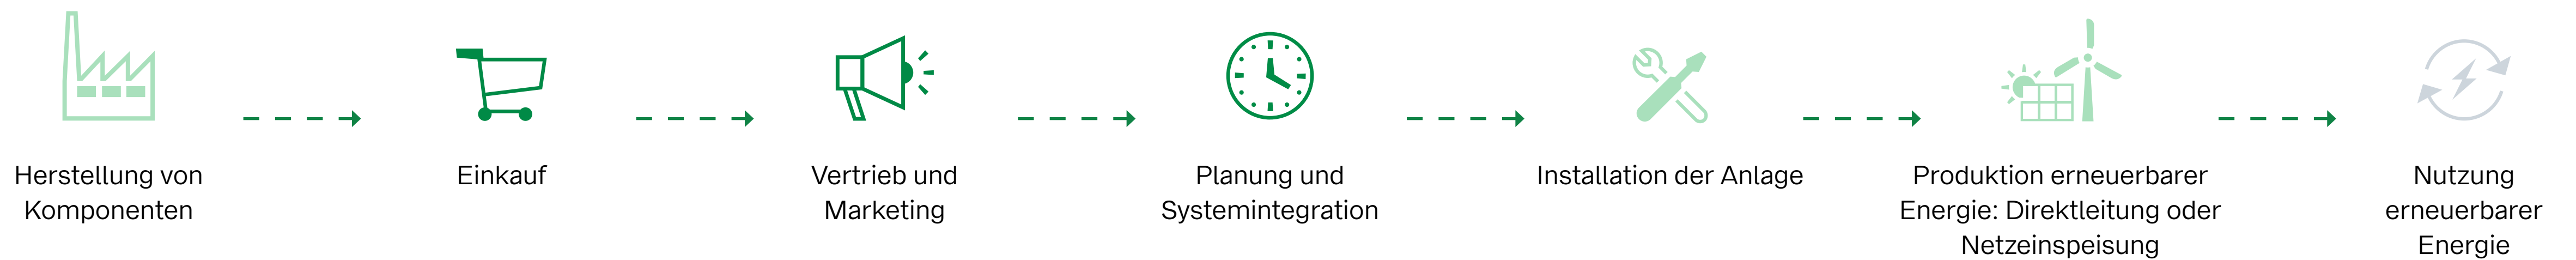 Herstellung von
Komponenten
Einkauf
Vertrieb und
Marketing
Planung und
Systemintegration
Installation der Anlage
Produktion erneuerbarer
Energie: Direktleitung oder
Netzeinspeisung
Nutzung
erneuerbarer
Energie